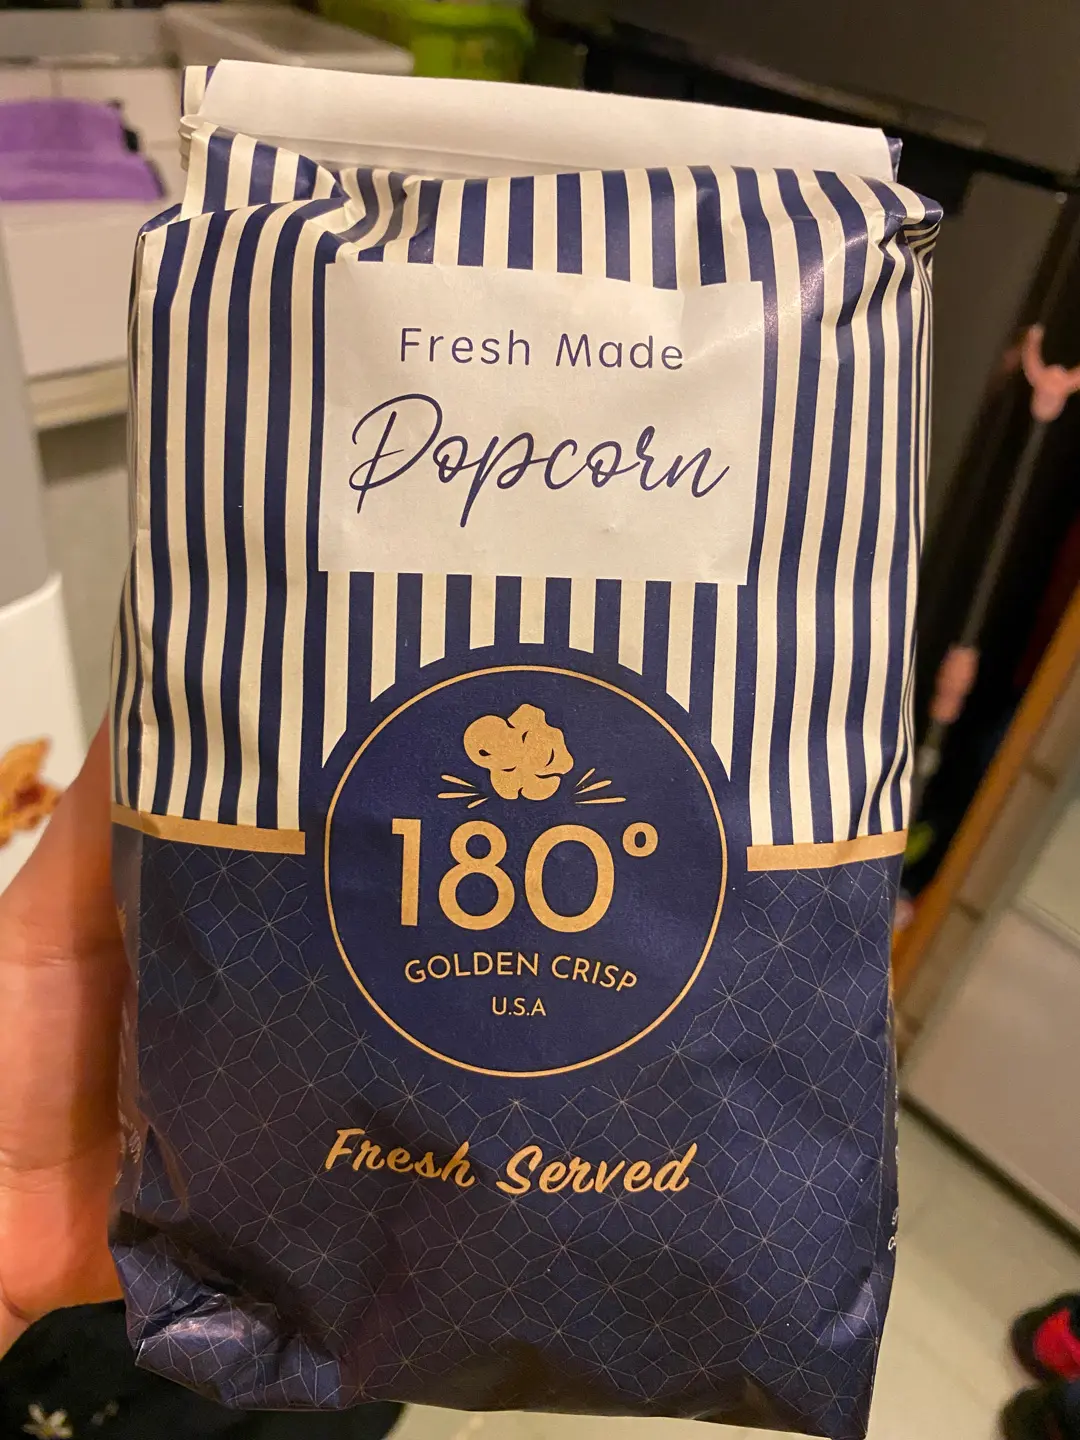 Fresh Made
Popcorn
180°
GOLDEN CRISP
U.S.A
Fresh Served